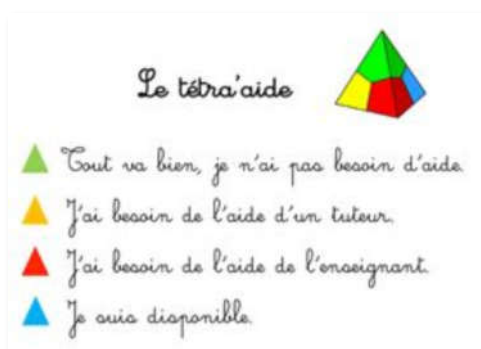 Le tétra'aide
Tout va bien, je n'ai pas besoin d'aide.
J'ai besoin de l'aide d'un tuteur.
J'ai besoin de l'aide de l'enseignant.
Je suis disponible.